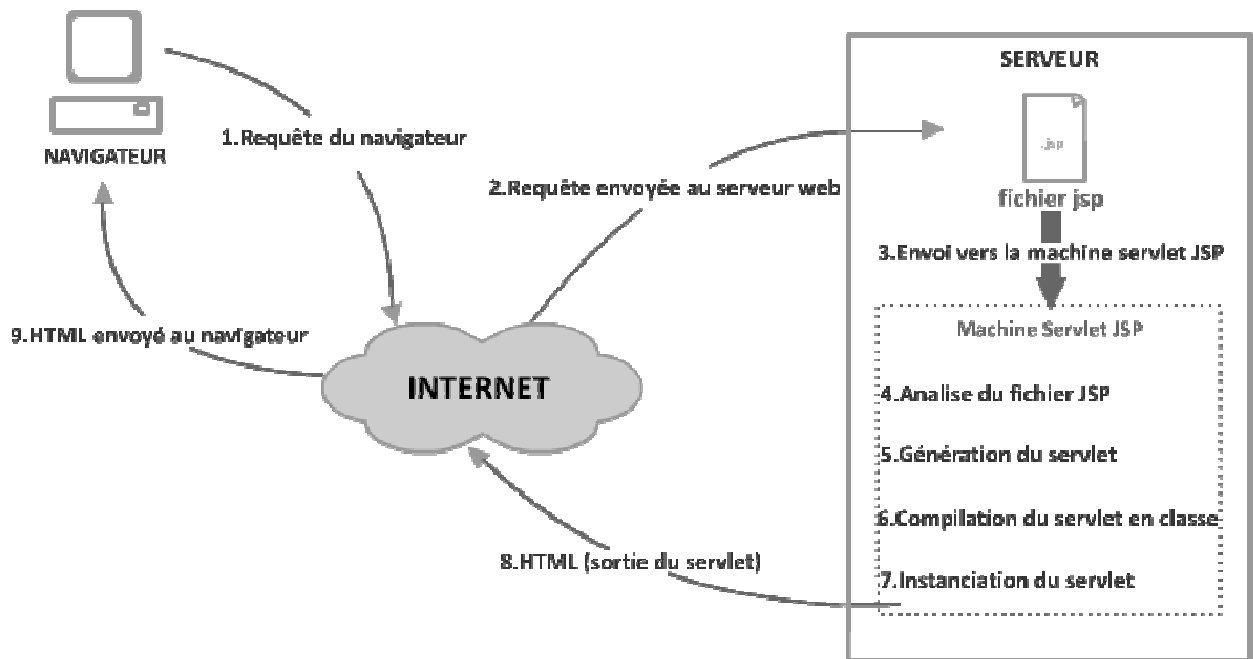 SERVEUR
.jsp
fichier jsp
NAVIGATEUR
1.Requête du navigateur
2.Requête envoyée au serveur web
3.Envoi vers la machine servlet JSP
Machine Servlet JSP
4.Analise du fichier JSP
5.Génération du servlet
6.Compilation du servlet en classe
7.Instanciation du servlet
INTERNET
8.HTML (sortie du servlet)
9.HTML envoyé au navigateur